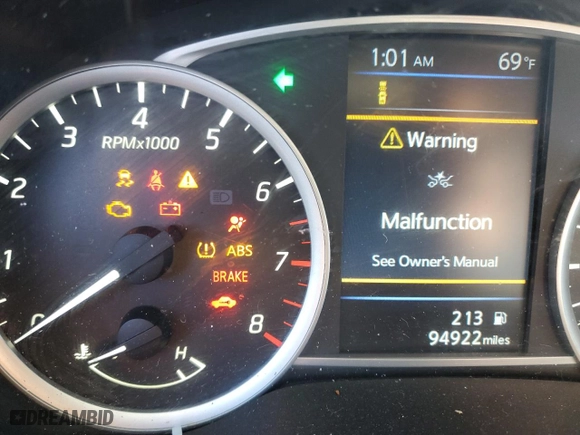 1:01 AM 69°F
4
3 5
RPMx1000
2 6
Warning
Malfunction
See Owner's Manual
ABS
1 7
BRAKE
0 8
H
213
94922 miles
DREAMBID